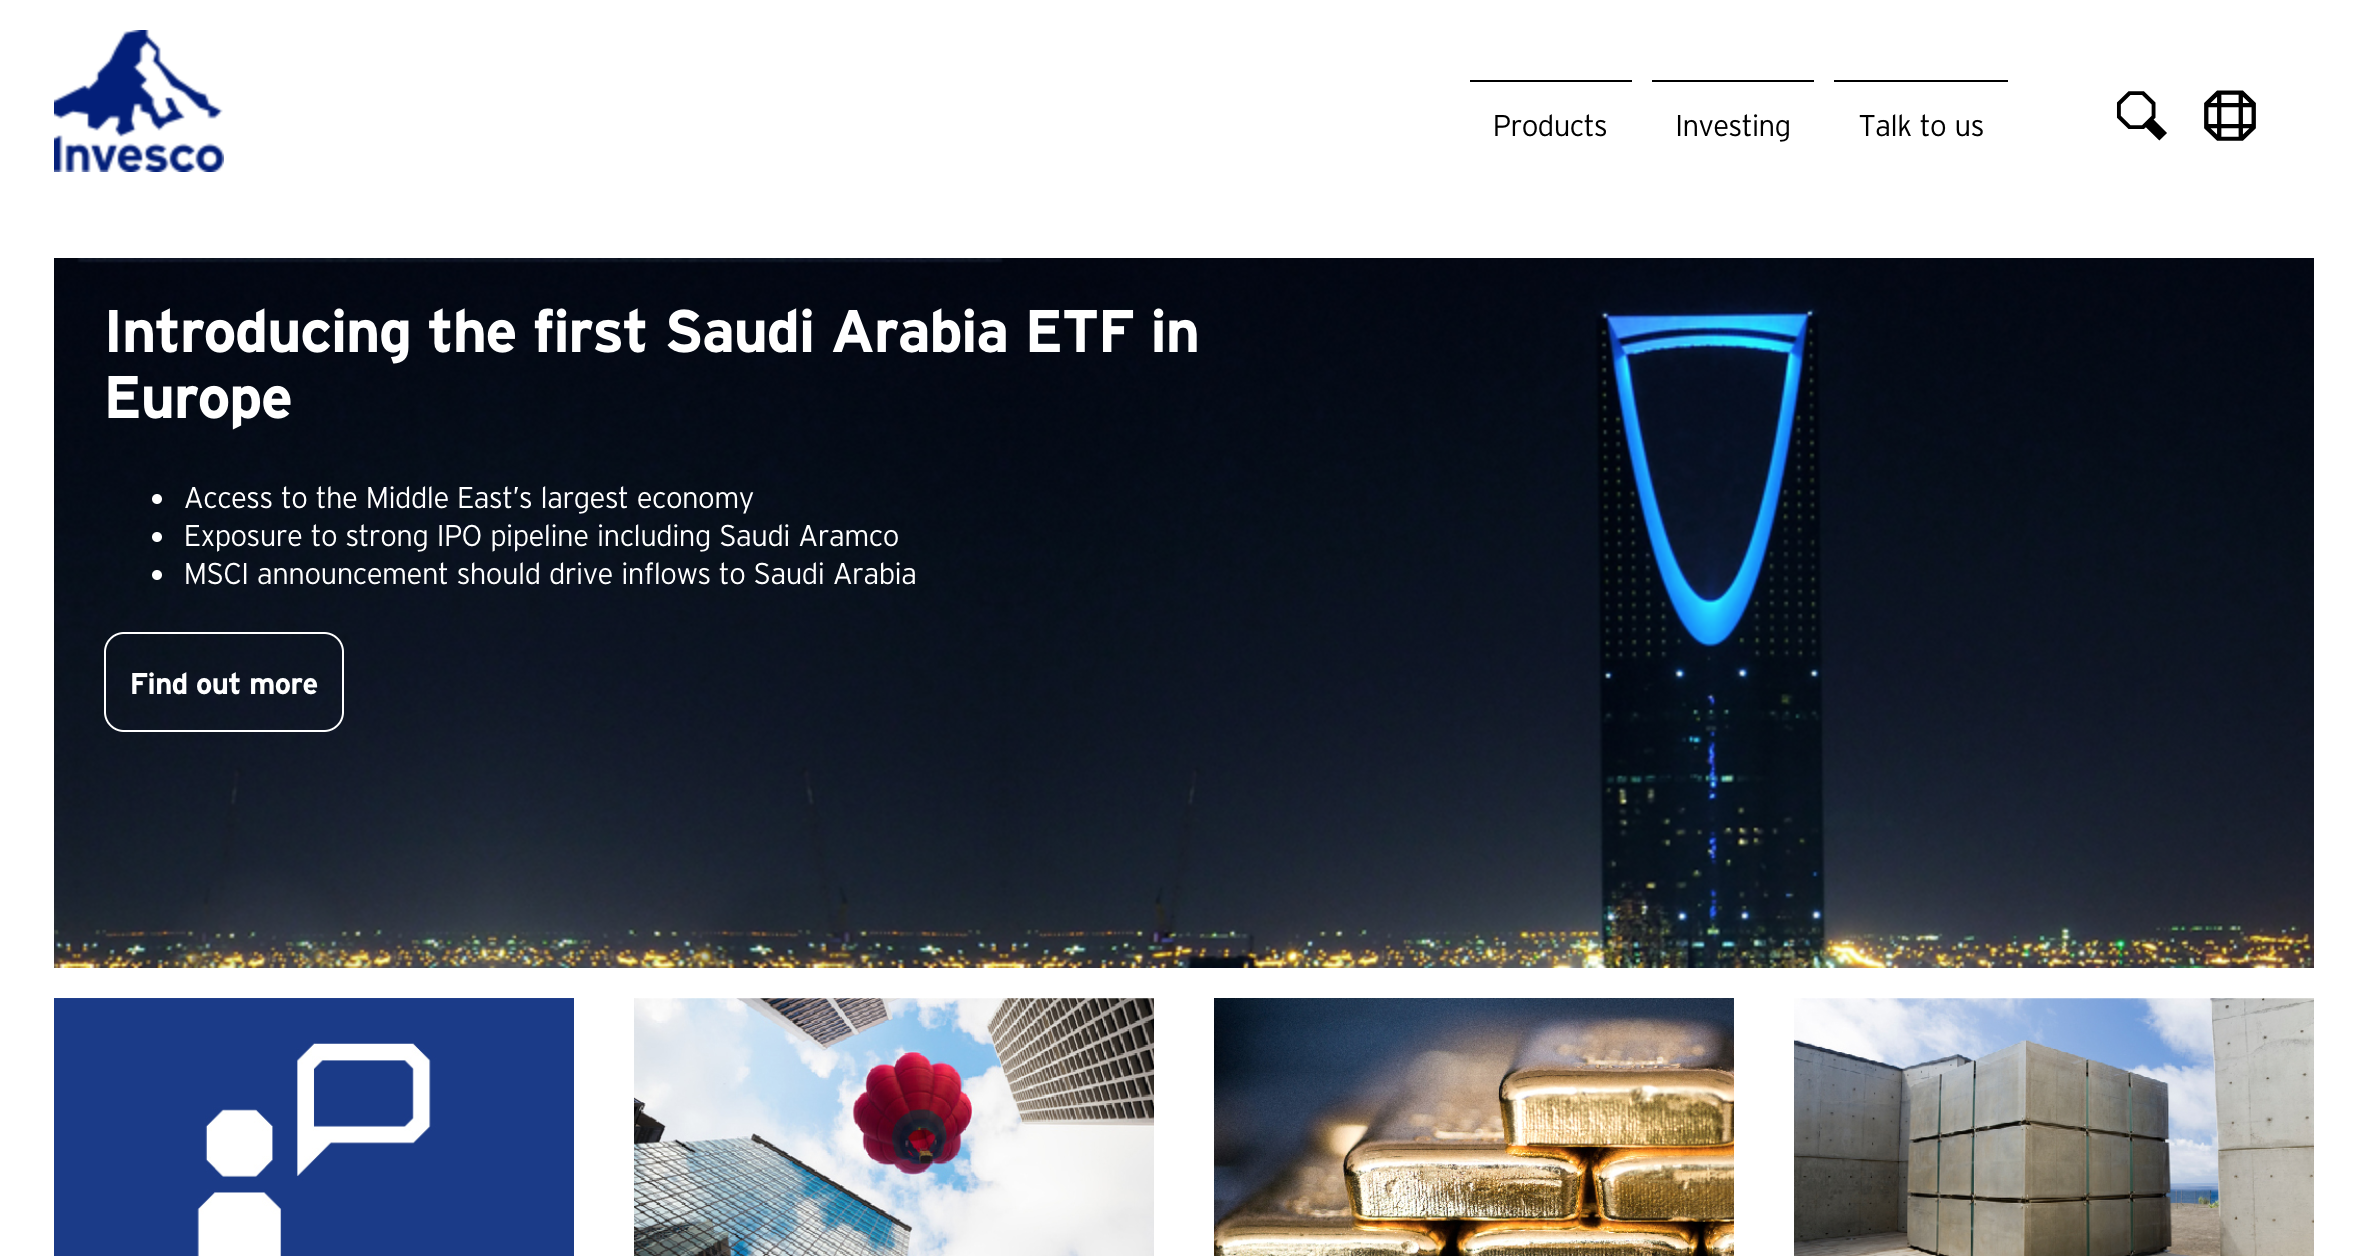 Invesco
Products
Investing
Talk to us
Introducing the first Saudi Arabia ETF in
Europe
Access to the Middle East's largest economy
Exposure to strong IPO pipeline including Saudi Aramco
MSCI announcement should drive inflows to Saudi Arabia
Find out more